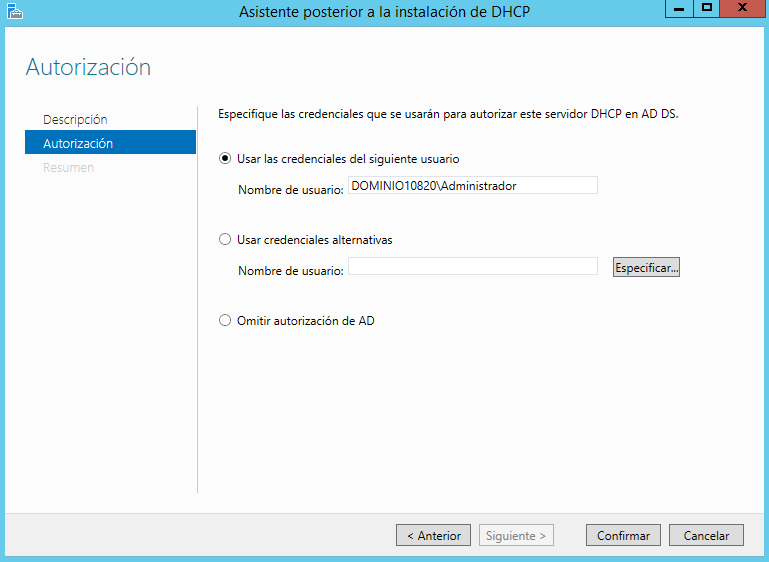 Asistente posterior a la instalación de DHCP
Autorización
Descripción
Autorización
Resumen
Especifique las credenciales que se usarán para autorizar este servidor DHCP en AD DS.
Usar las credenciales del siguiente usuario
Nombre de usuario: DOMINIO10820\Administrador
Usar credenciales alternativas
Nombre de usuario: Especificar...
Omitir autorización de AD
< Anterior Siguiente > Confirmar Cancelar